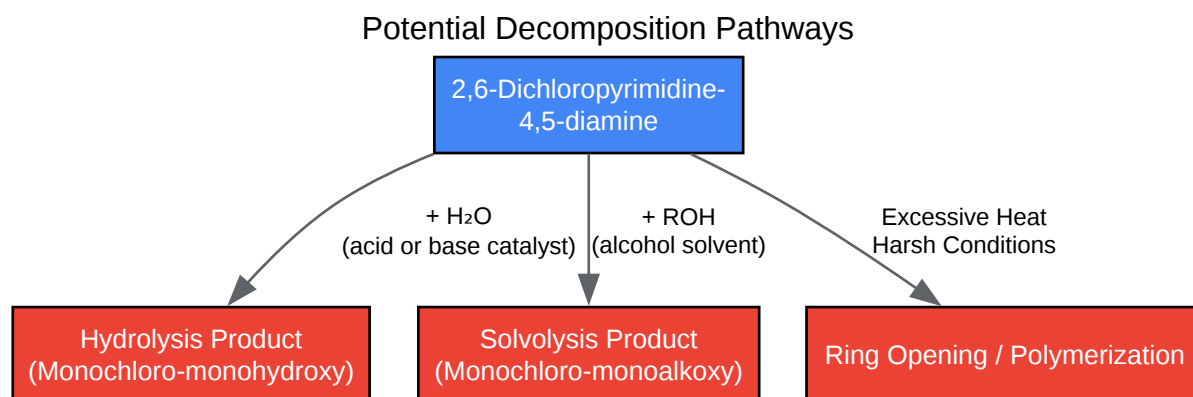 Potential Decomposition Pathways
2,6-Dichloropyrimidine-
4,5-diamine
+ H₂O
(acid or base catalyst)
+ ROH
(alcohol solvent)
Excessive Heat
Harsh Conditions
Hydrolysis Product
(Monochloro-monohydroxy)
Solvolysis Product
(Monochloro-monoalkoxy)
Ring Opening / Polymerization